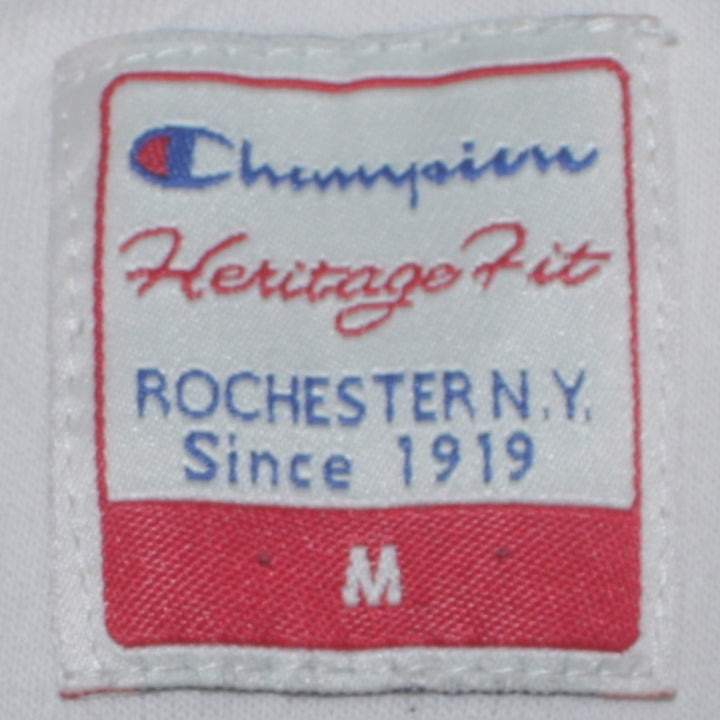 Champion
Heritage Fit
ROCHESTER N.Y.
Since 1919
M